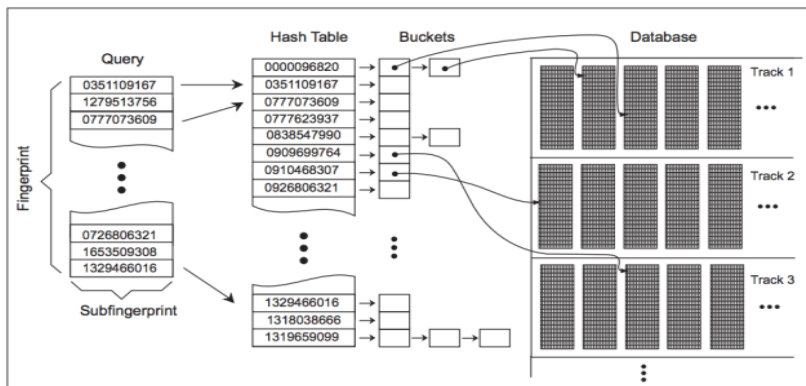 Query
Hash Table
Buckets
Database
0351109167
1279513756
0777073609
0726806321
1653509308
1329466016
Fingerprint
Subfingerprint
0000096820
0351109167
0777073609
0777623937
0838547990
0909699764
0910468307
0926806321
1329466016
1318038666
1319659099
Track 1
Track 2
Track 3